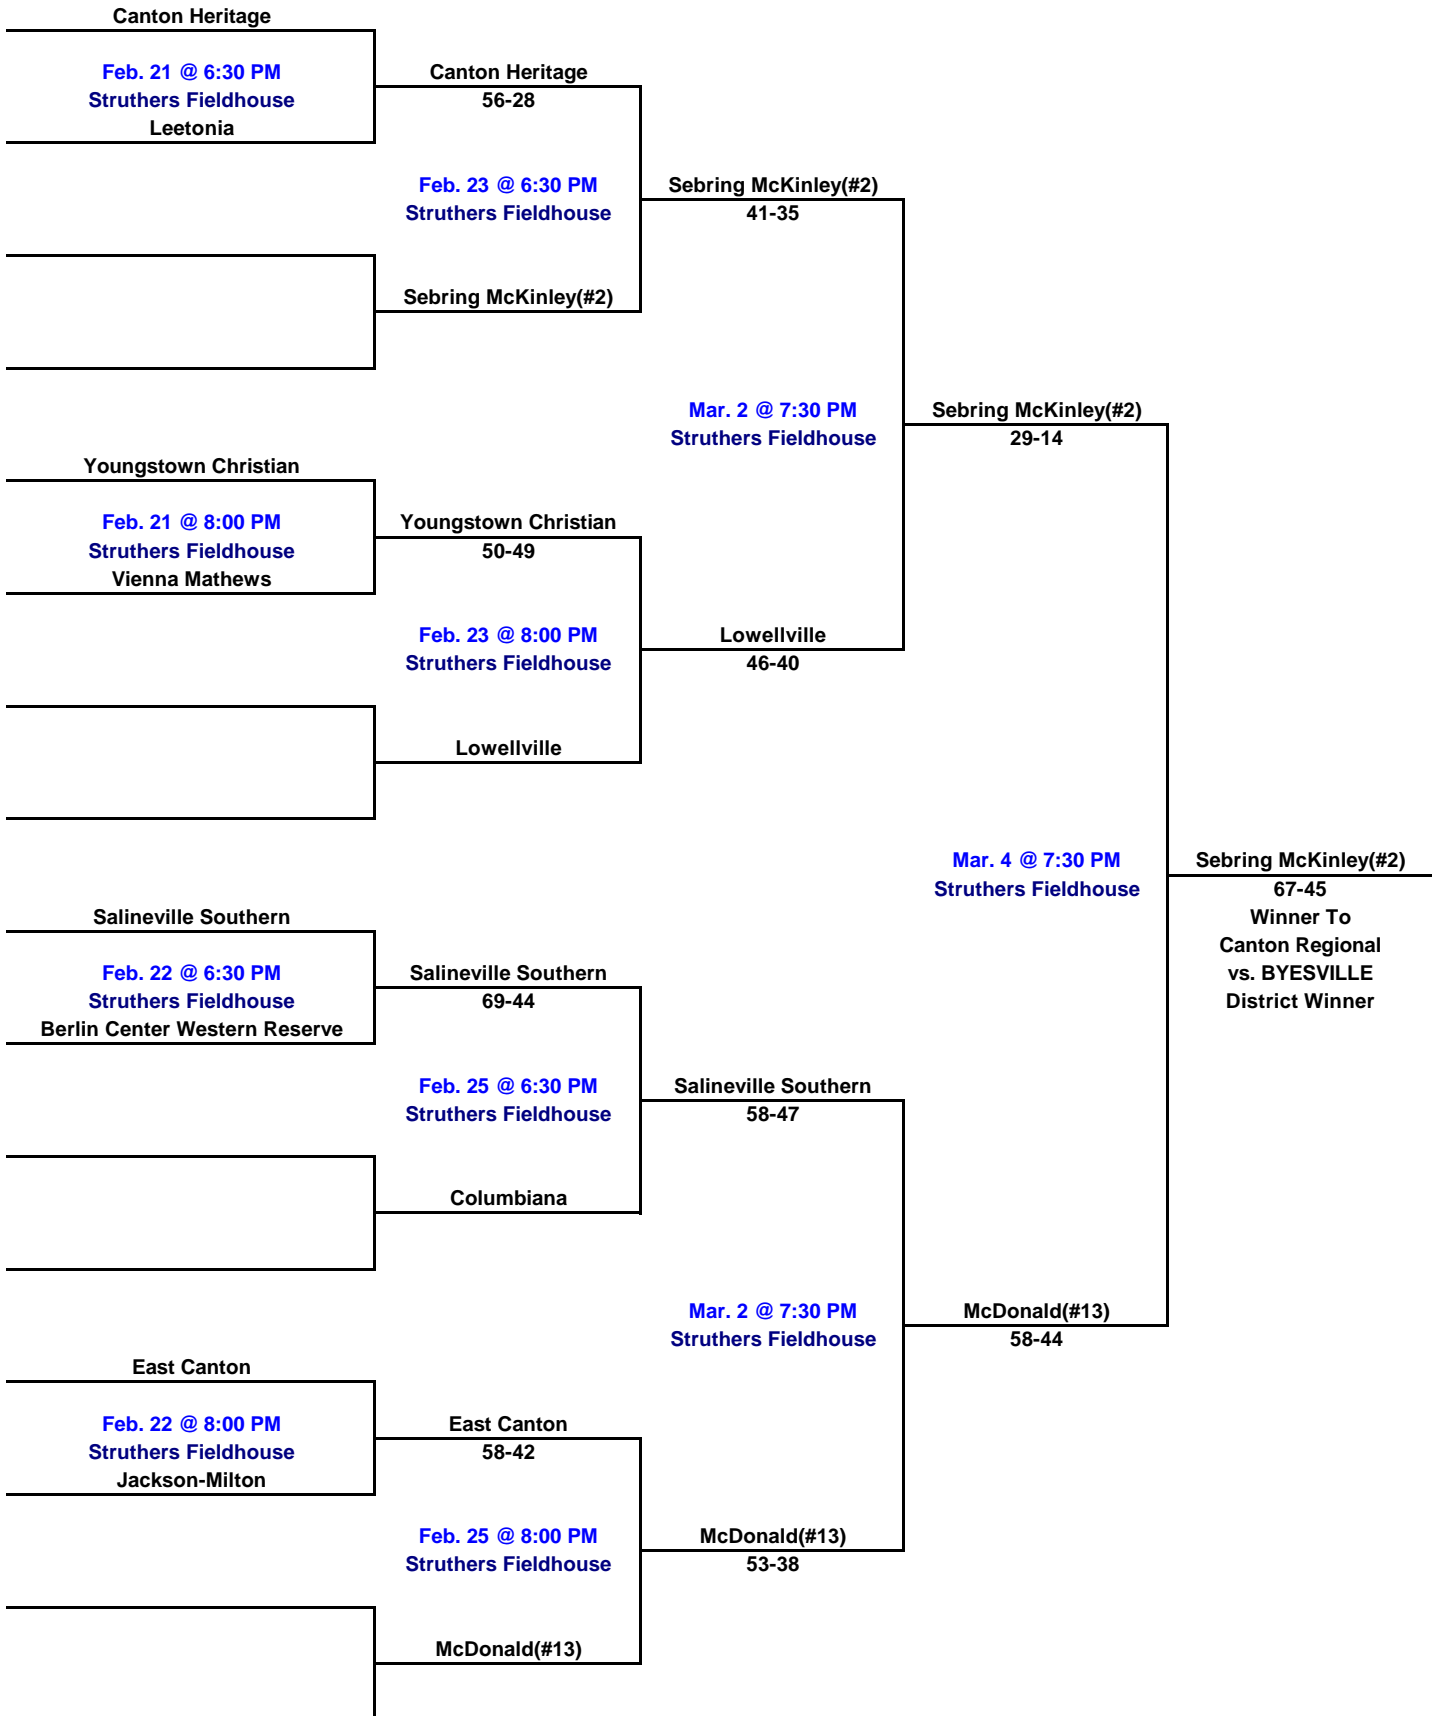 Canton Heritage
Feb. 21 @ 6:30 PM
Struthers Fieldhouse
Leetonia
Canton Heritage
56-28
Feb. 23 @ 6:30 PM
Struthers Fieldhouse
Sebring McKinley(#2)
Sebring McKinley(#2)
41-35
Mar. 2 @ 7:30 PM
Struthers Fieldhouse
Sebring McKinley(#2)
29-14
Youngstown Christian
Feb. 21 @ 8:00 PM
Struthers Fieldhouse
Vienna Mathews
Youngstown Christian
50-49
Feb. 23 @ 8:00 PM
Struthers Fieldhouse
Lowellville
Lowellville
46-40
Mar. 4 @ 7:30 PM
Struthers Fieldhouse
Sebring McKinley(#2)
67-45
Winner To
Canton Regional
vs. BYESVILLE
District Winner
Salineville Southern
Feb. 22 @ 6:30 PM
Struthers Fieldhouse
Berlin Center Western Reserve
Salineville Southern
69-44
Feb. 25 @ 6:30 PM
Struthers Fieldhouse
Columbiana
Salineville Southern
58-47
Mar. 2 @ 7:30 PM
Struthers Fieldhouse
McDonald(#13)
58-44
East Canton
Feb. 22 @ 8:00 PM
Struthers Fieldhouse
Jackson-Milton
East Canton
58-42
Feb. 25 @ 8:00 PM
Struthers Fieldhouse
McDonald(#13)
McDonald(#13)
53-38